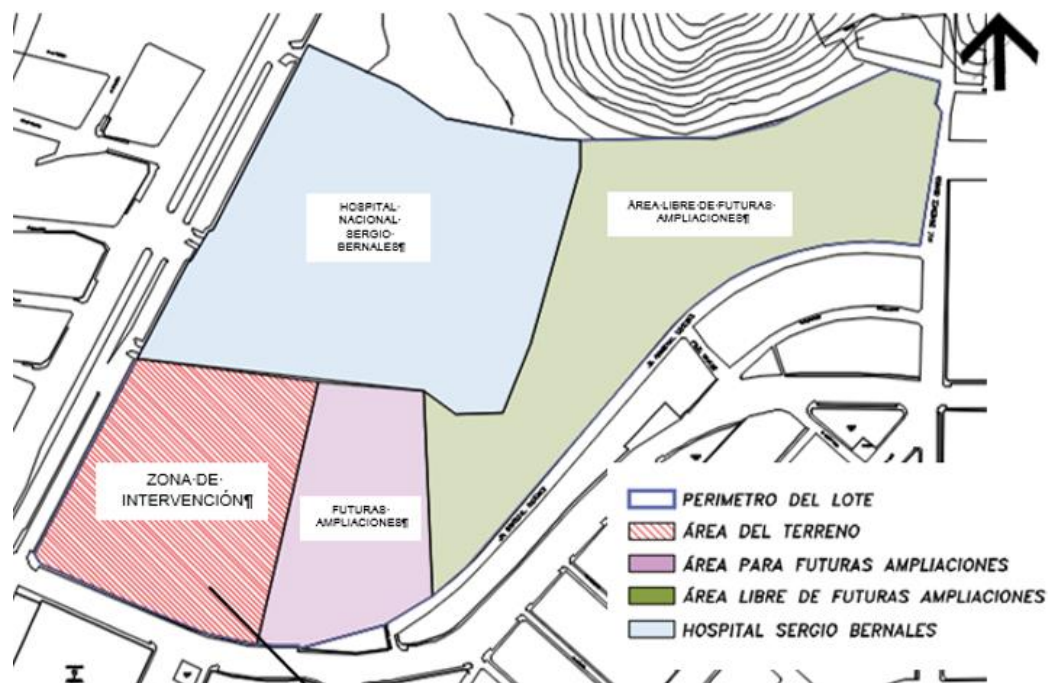 HOSPITAL·
NACIONAL·
SERGIO·
BERNALES¶
ÁREA·LIBRE·DE·FUTURAS·
AMPLIACIONES¶
ZONA·DE·
INTERVENCIÓN¶
FUTURAS·
AMPLIACIONES¶
PERIMETRO DEL LOTE
ÁREA DEL TERRENO
ÁREA PARA FUTURAS AMPLIACIONES
ÁREA LIBRE DE FUTURAS AMPLIACIONES
HOSPITAL SERGIO BERNALES